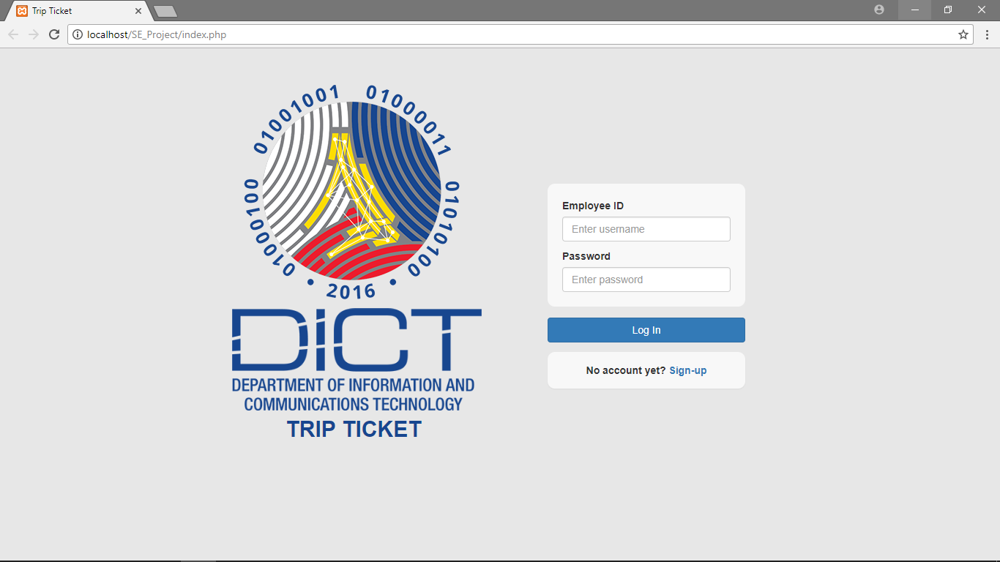 Trip Ticket
localhost/SE_Project/index.php
01001001 01000011
01000100 01010100
2016
DICT
DEPARTMENT OF INFORMATION AND
COMMUNICATIONS TECHNOLOGY
TRIP TICKET
Employee ID
Enter username
Password
Enter password
Log In
No account yet? Sign-up